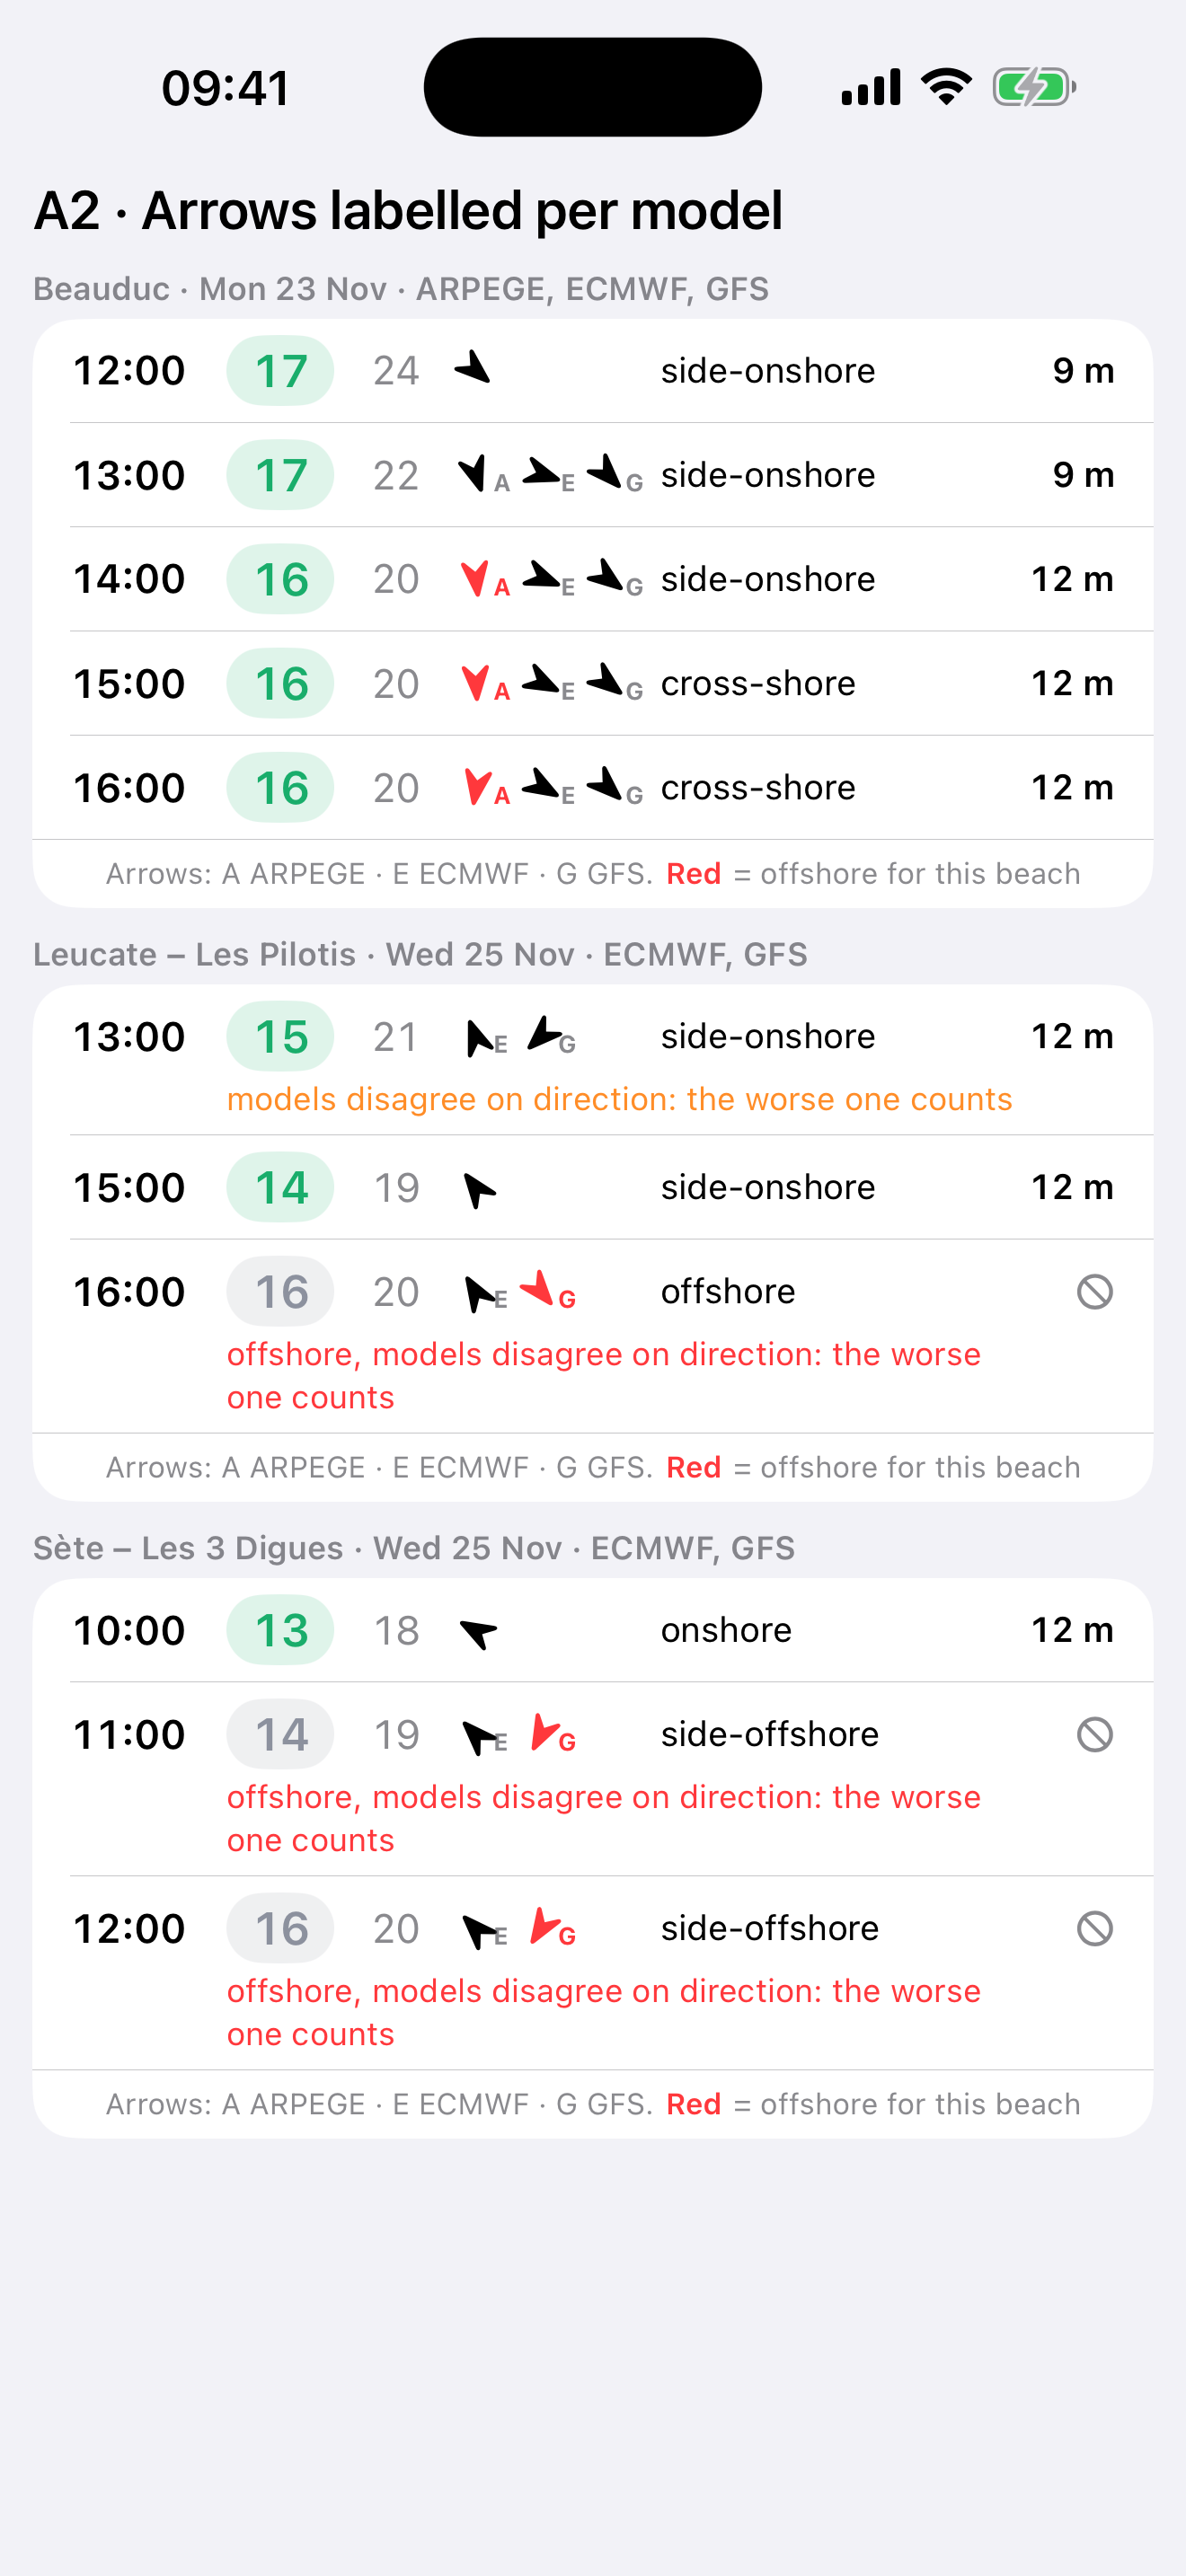 09:41
A2 · Arrows labelled per model
Beauduc · Mon 23 Nov · ARPEGE, ECMWF, GFS
12:00 17 24 side-onshore 9 m
13:00 17 22 A E G side-onshore 9 m
14:00 16 20 A E G side-onshore 12 m
15:00 16 20 A E G cross-shore 12 m
16:00 16 20 A E G cross-shore 12 m
Arrows: A ARPEGE · E ECMWF · G GFS. Red = offshore for this beach
Leucate – Les Pilotis · Wed 25 Nov · ECMWF, GFS
13:00 15 21 E G side-onshore 12 m
models disagree on direction: the worse one counts
15:00 14 19 side-onshore 12 m
16:00 16 20 E G offshore
offshore, models disagree on direction: the worse
one counts
Arrows: A ARPEGE · E ECMWF · G GFS. Red = offshore for this beach
Sète – Les 3 Digues · Wed 25 Nov · ECMWF, GFS
10:00 13 18 onshore 12 m
11:00 14 19 E G side-offshore
offshore, models disagree on direction: the worse
one counts
12:00 16 20 E G side-offshore
offshore, models disagree on direction: the worse
one counts
Arrows: A ARPEGE · E ECMWF · G GFS. Red = offshore for this beach